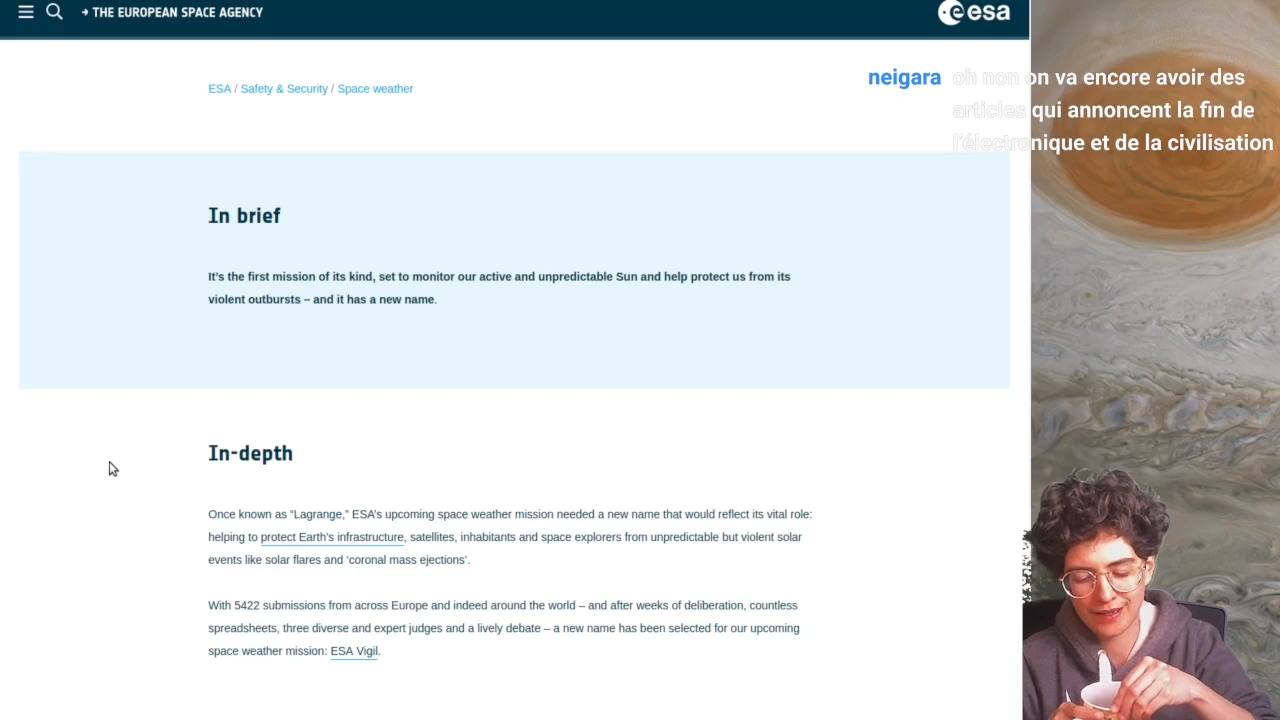 → THE EUROPEAN SPACE AGENCY
esa
ESA / Safety & Security / Space weather
neigara oh non on va encore avoir des
articles qui annoncent la fin de
l'électronique et de la civilisation
In brief
It's the first mission of its kind, set to monitor our active and unpredictable Sun and help protect us from its
violent outbursts – and it has a new name.
In-depth
Once known as “Lagrange,” ESA's upcoming space weather mission needed a new name that would reflect its vital role:
helping to protect Earth's infrastructure, satellites, inhabitants and space explorers from unpredictable but violent solar
events like solar flares and ‘coronal mass ejections’.
With 5422 submissions from across Europe and indeed around the world – and after weeks of deliberation, countless
spreadsheets, three diverse and expert judges and a lively debate – a new name has been selected for our upcoming
space weather mission: ESA Vigil.